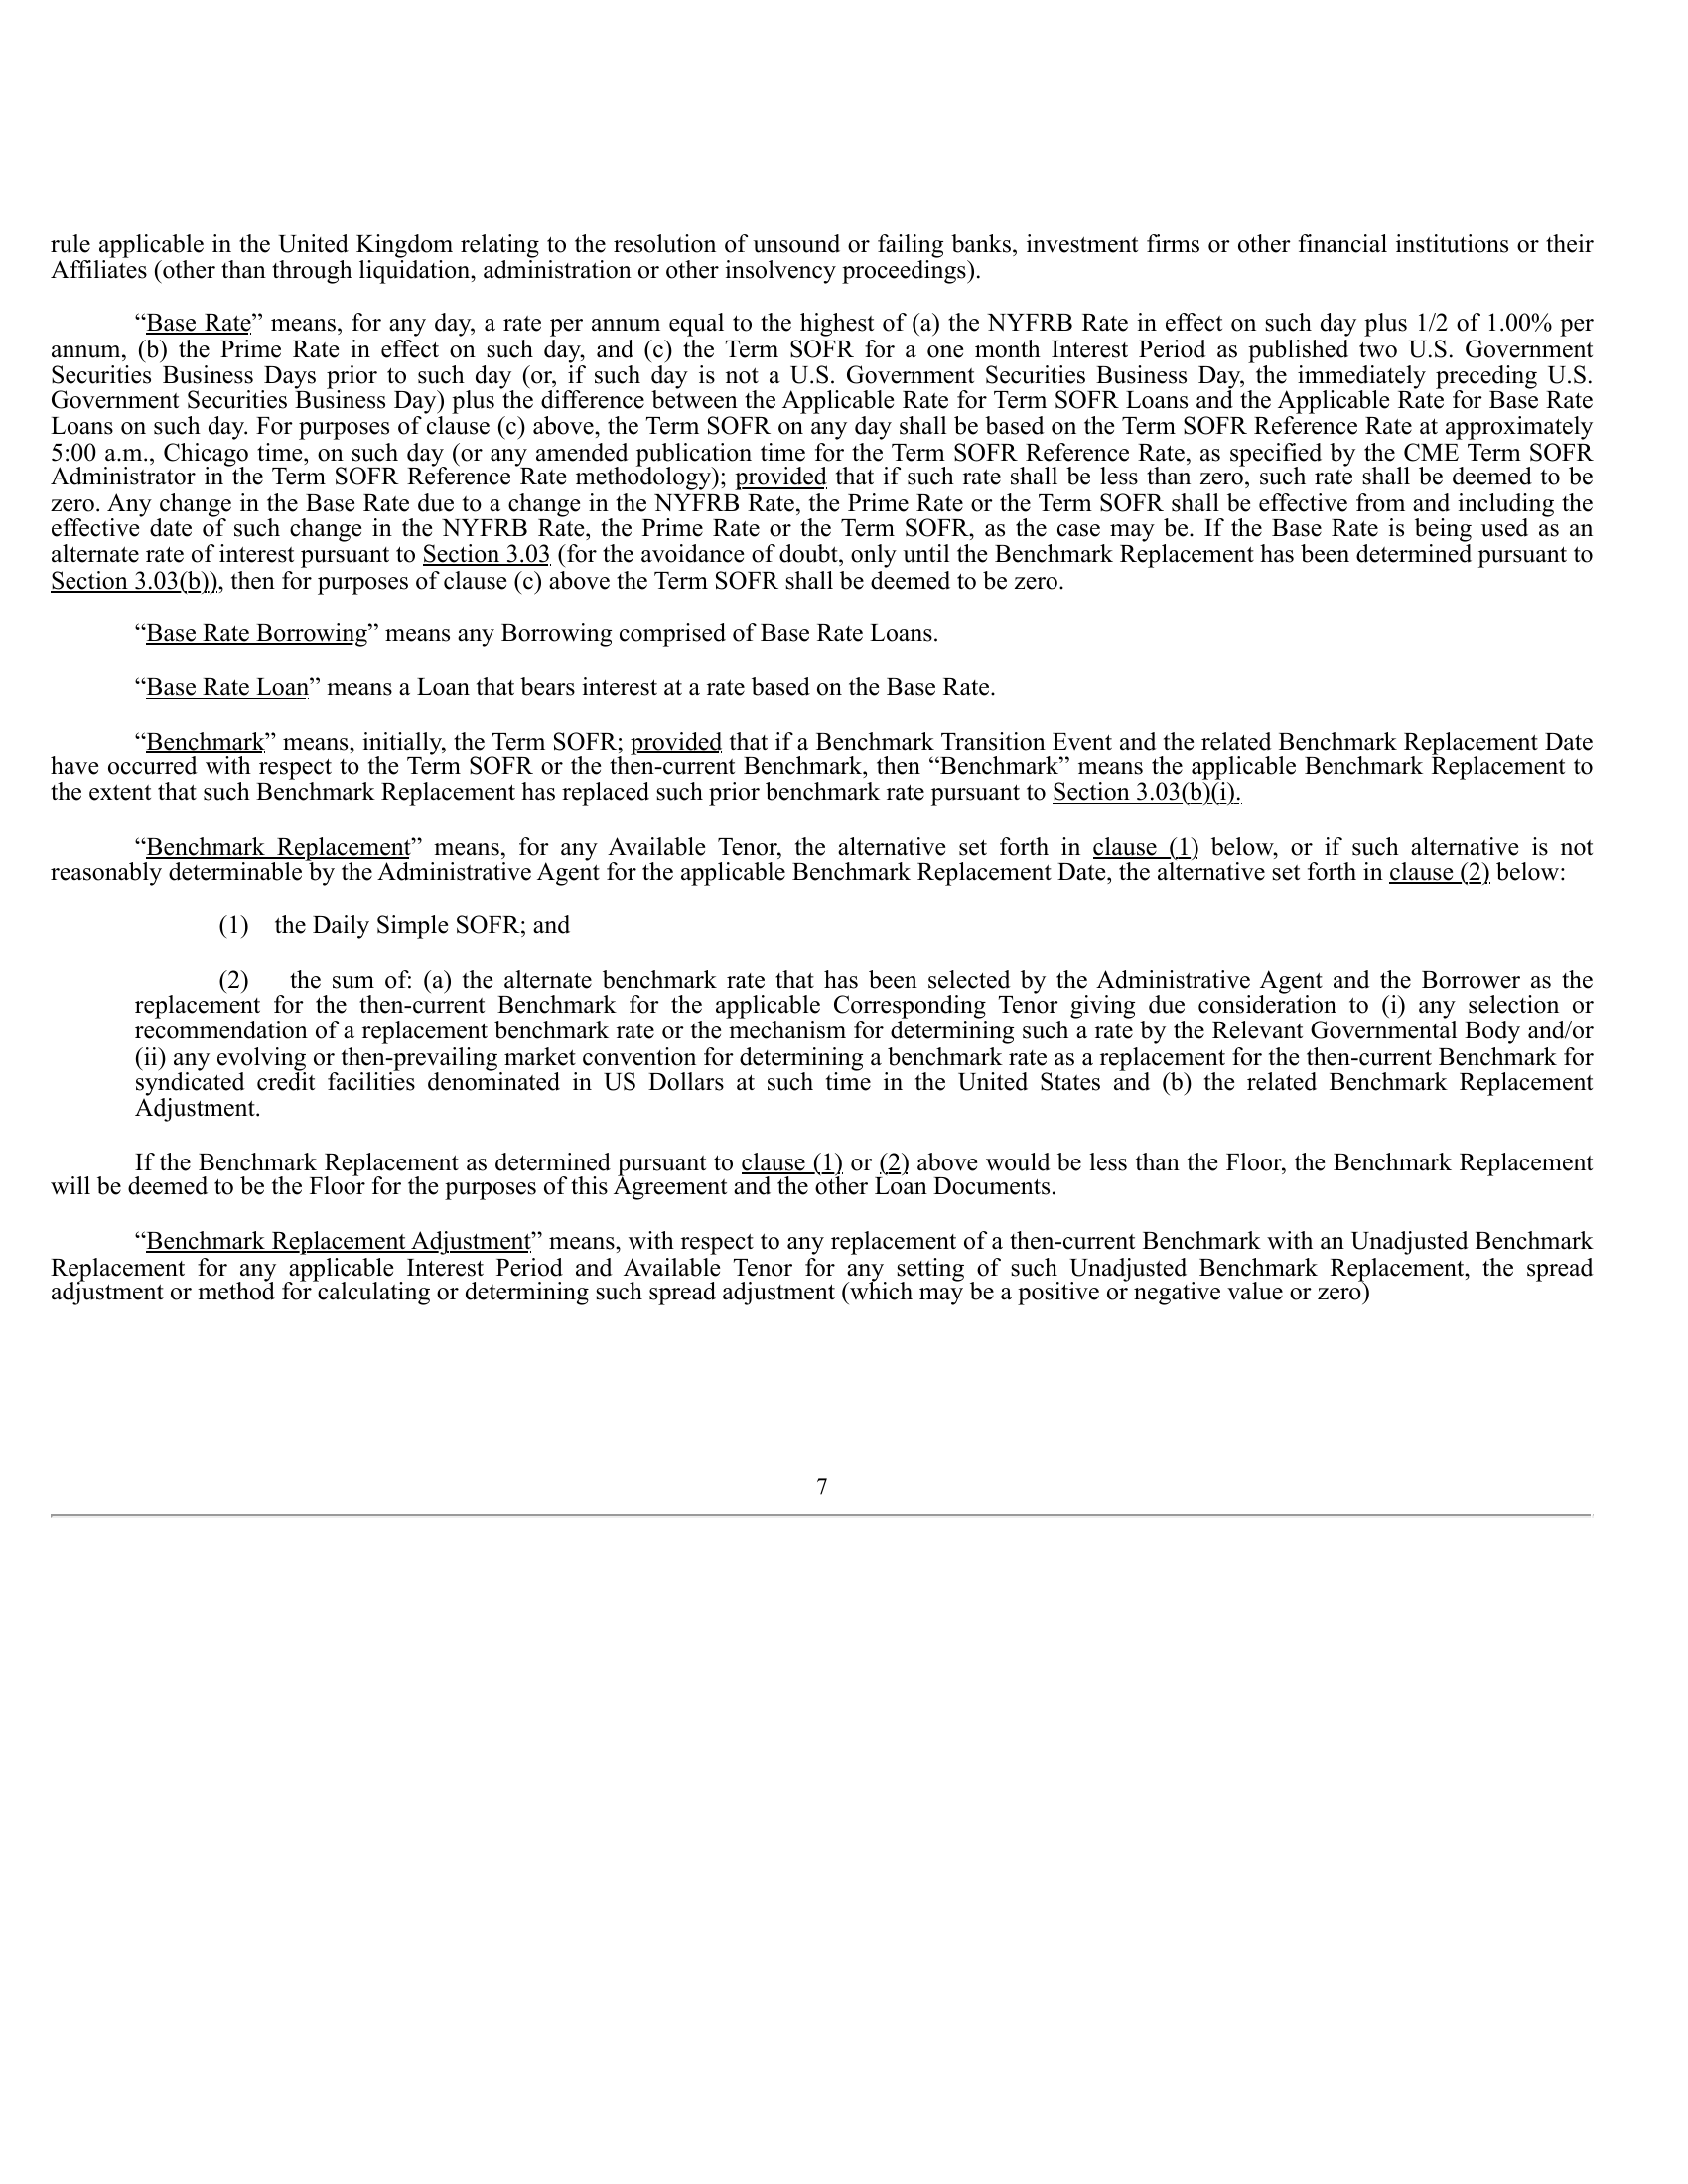 rule applicable in the United Kingdom relating to the resolution of unsound or failing banks, investment firms or other financial institutions or their
Affiliates (other than through liquidation, administration or other insolvency proceedings).
“Base Rate” means, for any day, a rate per annum equal to the highest of (a) the NYFRB Rate in effect on such day plus 1/2 of 1.00% per
annum, (b) the Prime Rate in effect on such day, and (c) the Term SOFR for a one month Interest Period as published two U.S. Government
Securities Business Days prior to such day (or, if such day is not a U.S. Government Securities Business Day, the immediately preceding U.S.
Government Securities Business Day) plus the difference between the Applicable Rate for Term SOFR Loans and the Applicable Rate for Base Rate
Loans on such day. For purposes of clause (c) above, the Term SOFR on any day shall be based on the Term SOFR Reference Rate at approximately
5:00 a.m., Chicago time, on such day (or any amended publication time for the Term SOFR Reference Rate, as specified by the CME Term SOFR
Administrator in the Term SOFR Reference Rate methodology); provided that if such rate shall be less than zero, such rate shall be deemed to be
zero. Any change in the Base Rate due to a change in the NYFRB Rate, the Prime Rate or the Term SOFR shall be effective from and including the
effective date of such change in the NYFRB Rate, the Prime Rate or the Term SOFR, as the case may be. If the Base Rate is being used as an
alternate rate of interest pursuant to Section 3.03 (for the avoidance of doubt, only until the Benchmark Replacement has been determined pursuant to
Section 3.03(b)), then for purposes of clause (c) above the Term SOFR shall be deemed to be zero.
“Base Rate Borrowing” means any Borrowing comprised of Base Rate Loans.
“Base Rate Loan” means a Loan that bears interest at a rate based on the Base Rate.
“Benchmark” means, initially, the Term SOFR; provided that if a Benchmark Transition Event and the related Benchmark Replacement Date
have occurred with respect to the Term SOFR or the then-current Benchmark, then “Benchmark” means the applicable Benchmark Replacement to
the extent that such Benchmark Replacement has replaced such prior benchmark rate pursuant to Section 3.03(b)(i).
“Benchmark Replacement” means, for any Available Tenor, the alternative set forth in clause (1) below, or if such alternative is not
reasonably determinable by the Administrative Agent for the applicable Benchmark Replacement Date, the alternative set forth in clause (2) below:
(1) the Daily Simple SOFR; and
(2) the sum of: (a) the alternate benchmark rate that has been selected by the Administrative Agent and the Borrower as the
replacement for the then-current Benchmark for the applicable Corresponding Tenor giving due consideration to (i) any selection or
recommendation of a replacement benchmark rate or the mechanism for determining such a rate by the Relevant Governmental Body and/or
(ii) any evolving or then-prevailing market convention for determining a benchmark rate as a replacement for the then-current Benchmark for
syndicated credit facilities denominated in US Dollars at such time in the United States and (b) the related Benchmark Replacement
Adjustment.
If the Benchmark Replacement as determined pursuant to clause (1) or (2) above would be less than the Floor, the Benchmark Replacement
will be deemed to be the Floor for the purposes of this Agreement and the other Loan Documents.
“Benchmark Replacement Adjustment” means, with respect to any replacement of a then-current Benchmark with an Unadjusted Benchmark
Replacement for any applicable Interest Period and Available Tenor for any setting of such Unadjusted Benchmark Replacement, the spread
adjustment or method for calculating or determining such spread adjustment (which may be a positive or negative value or zero)
7